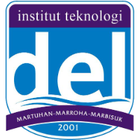 institut teknologi
del
MARTUHAN-MARROHA-MARBISUK
2001